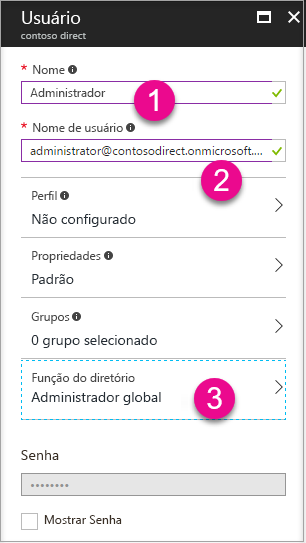 Usuário
contoso direct
* Nome
Administrador
1
* Nome de usuário
administrator@contosodirect.onmicrosoft....
2
Perfil
Não configurado
Propriedades
Padrão
Grupos
0 grupo selecionado
Função do diretório
Administrador global
3
Senha
••••••••
Mostrar Senha